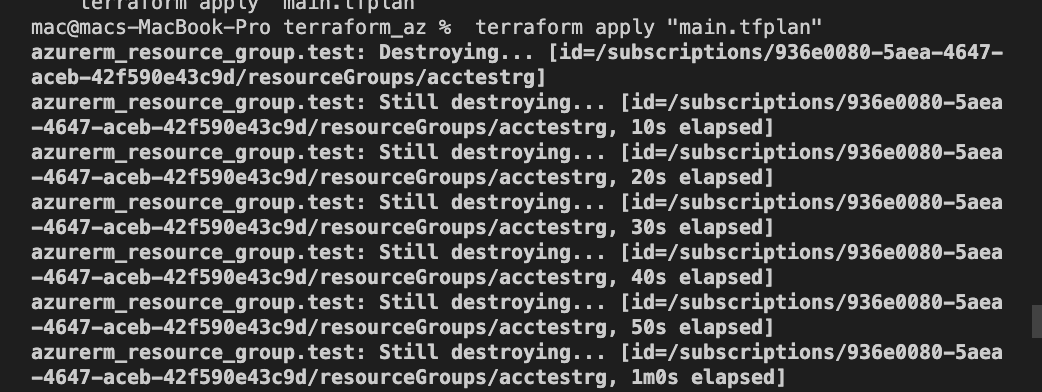 terraform apply "main.tfplan
mac@macs-MacBook-Pro terraform_az %  terraform apply "main.tfplan"
azurerm_resource_group.test: Destroying... [id=/subscriptions/936e0080-5aea-4647-
aceb-42f590e43c9d/resourceGroups/acctestrg]
azurerm_resource_group.test: Still destroying... [id=/subscriptions/936e0080-5aea
-4647-aceb-42f590e43c9d/resourceGroups/acctestrg, 10s elapsed]
azurerm_resource_group.test: Still destroying... [id=/subscriptions/936e0080-5aea
-4647-aceb-42f590e43c9d/resourceGroups/acctestrg, 20s elapsed]
azurerm_resource_group.test: Still destroying... [id=/subscriptions/936e0080-5aea
-4647-aceb-42f590e43c9d/resourceGroups/acctestrg, 30s elapsed]
azurerm_resource_group.test: Still destroying... [id=/subscriptions/936e0080-5aea
-4647-aceb-42f590e43c9d/resourceGroups/acctestrg, 40s elapsed]
azurerm_resource_group.test: Still destroying... [id=/subscriptions/936e0080-5aea
-4647-aceb-42f590e43c9d/resourceGroups/acctestrg, 50s elapsed]
azurerm_resource_group.test: Still destroying... [id=/subscriptions/936e0080-5aea
-4647-aceb-42f590e43c9d/resourceGroups/acctestrg, 1m0s elapsed]